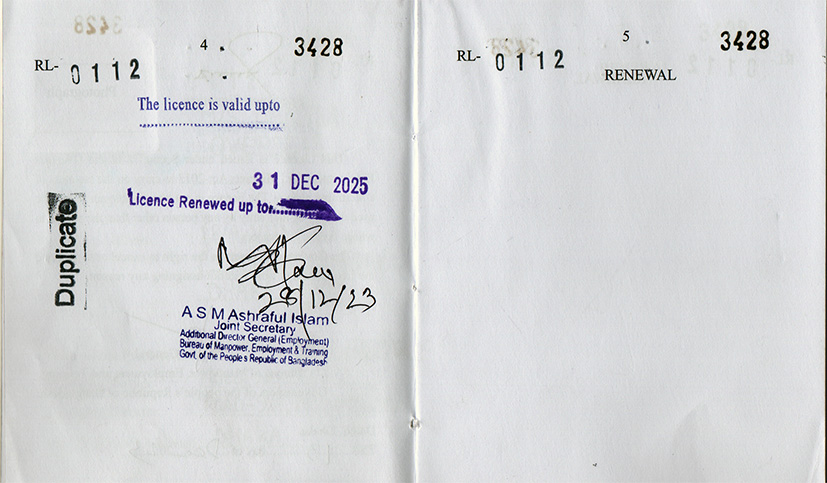 4
3428
RL- 0112
The licence is valid upto
31 DEC 2025
Licence Renewed up to
28/12/23
A S M Ashraful Islam
Joint Secretary
Additional Director General (Employment)
Bureau of Manpower, Employment & Training
Govt. of the People's Republic of Bangladesh
Duplicate
5
3428
RL- 0112
RENEWAL